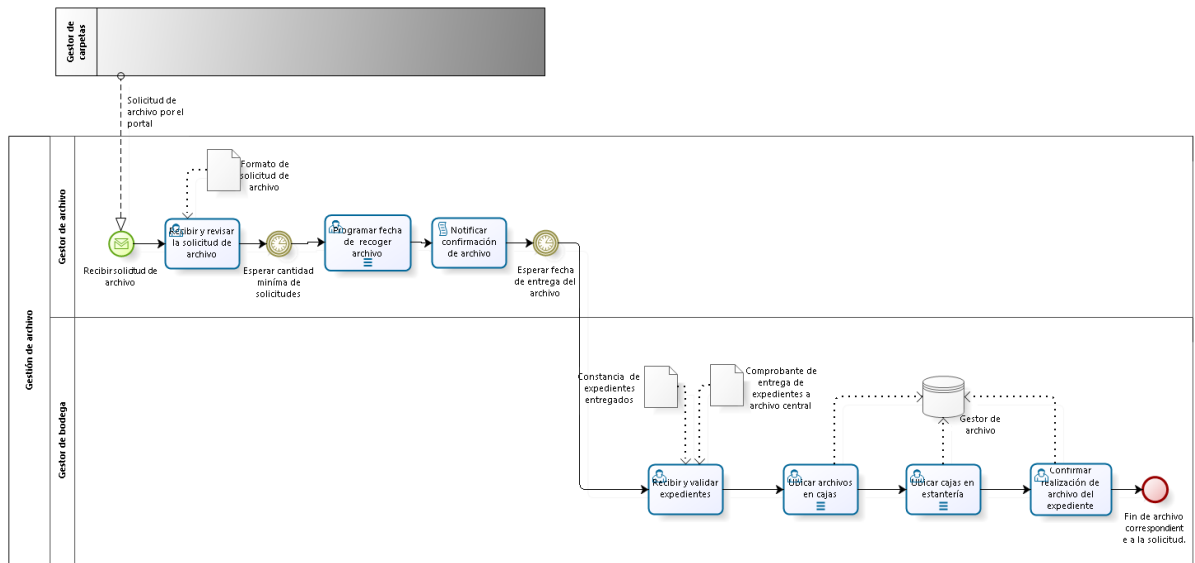 Gestor de
carpetas
Solicitud de
archivo por el
portal
Gestión de archivo
Gestor de archivo
Formato de
solicitud de
archivo
Recibir solicitud de
archivo
Recibir y revisar
la solicitud de
archivo
Esperar cantidad
miníma de
solicitudes
Programar fecha
de recoger
archivo
Notificar
confirmación
de archivo
Esperar fecha
de entrega del
archivo
Gestor de bodega
Constancia de
expedientes
entregados
Comprobante de
entrega de
expedientes a
archivo central
Gestor de
archivo
Recibir y validar
expedientes
Ubicar archivos
en cajas
Ubicar cajas en
estantería
Confirmar
realización de
archivo del
expediente
Fin de archivo
correspondient
e a la solicitud.